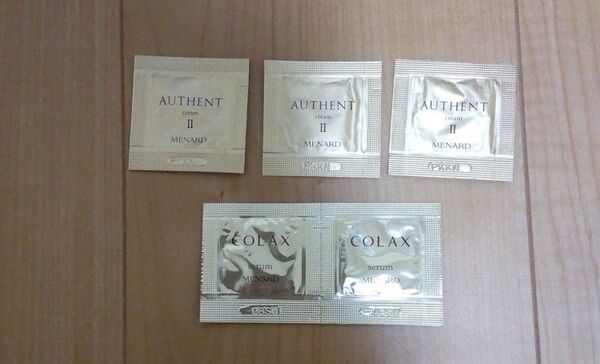 AUTHENT
cream
II
MENARD
AUTHENT
cream
II
MENARD
AUTHENT
cream
II
MENARD
COLAX
serum
MENARD
COLAX
serum
MENARD